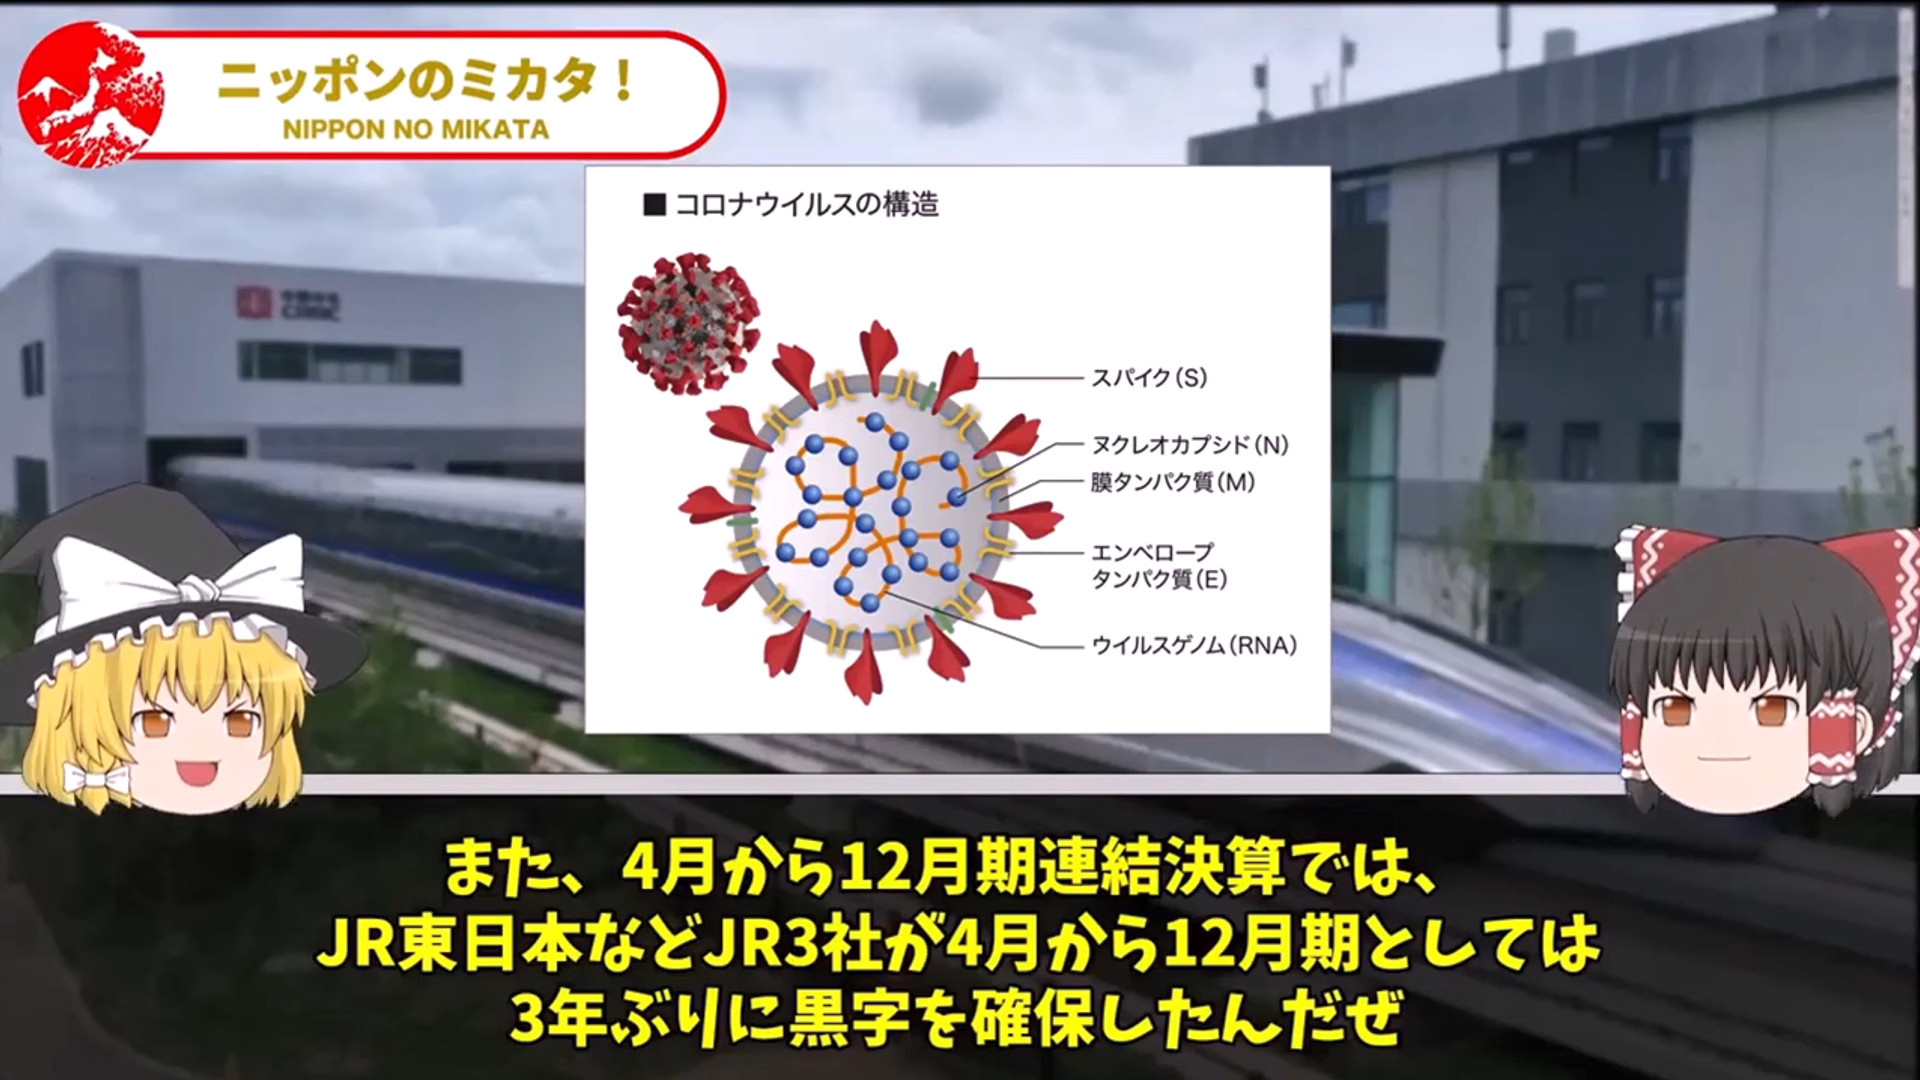 ニッポンのミカタ!
NIPPON NO MIKATA
■ コロナウイルスの構造
スパイク(S)
ヌクレオカプシド(N)
膜タンパク質(M)
エンベロープ
タンパク質(E)
ウイルスゲノム(RNA)
また、4月から12月期連結決算では、
JR東日本などJR3社が4月から12月期としては
3年ぶりに黒字を確保したんだぜ